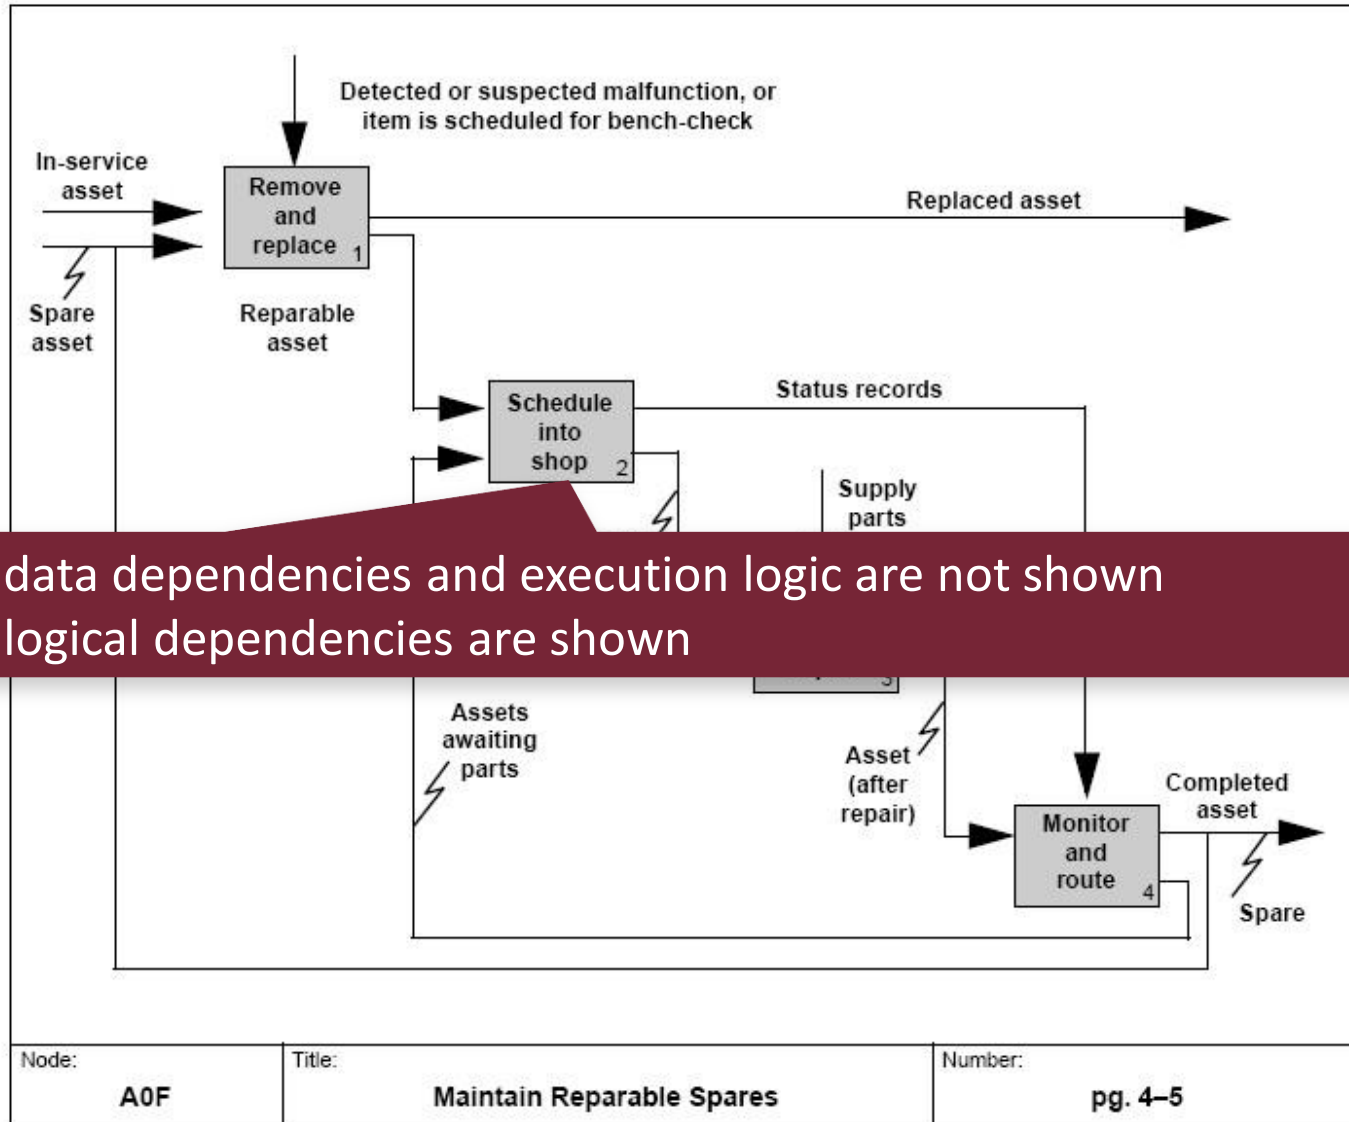 Detected or suspected malfunction, or
item is scheduled for bench-check
In-service
asset
Remove
and
replace 1
Replaced asset
Spare
asset
Reparable
asset
Schedule
into
shop 2
Status records
Supply
parts
data dependencies and execution logic are not shown
logical dependencies are shown
3
Assets
awaiting
parts
Asset
(after
repair)
Completed
asset
Monitor
and
route 4
Spare
Node:
A0F
Title:
Maintain Reparable Spares
Number:
pg. 4–5